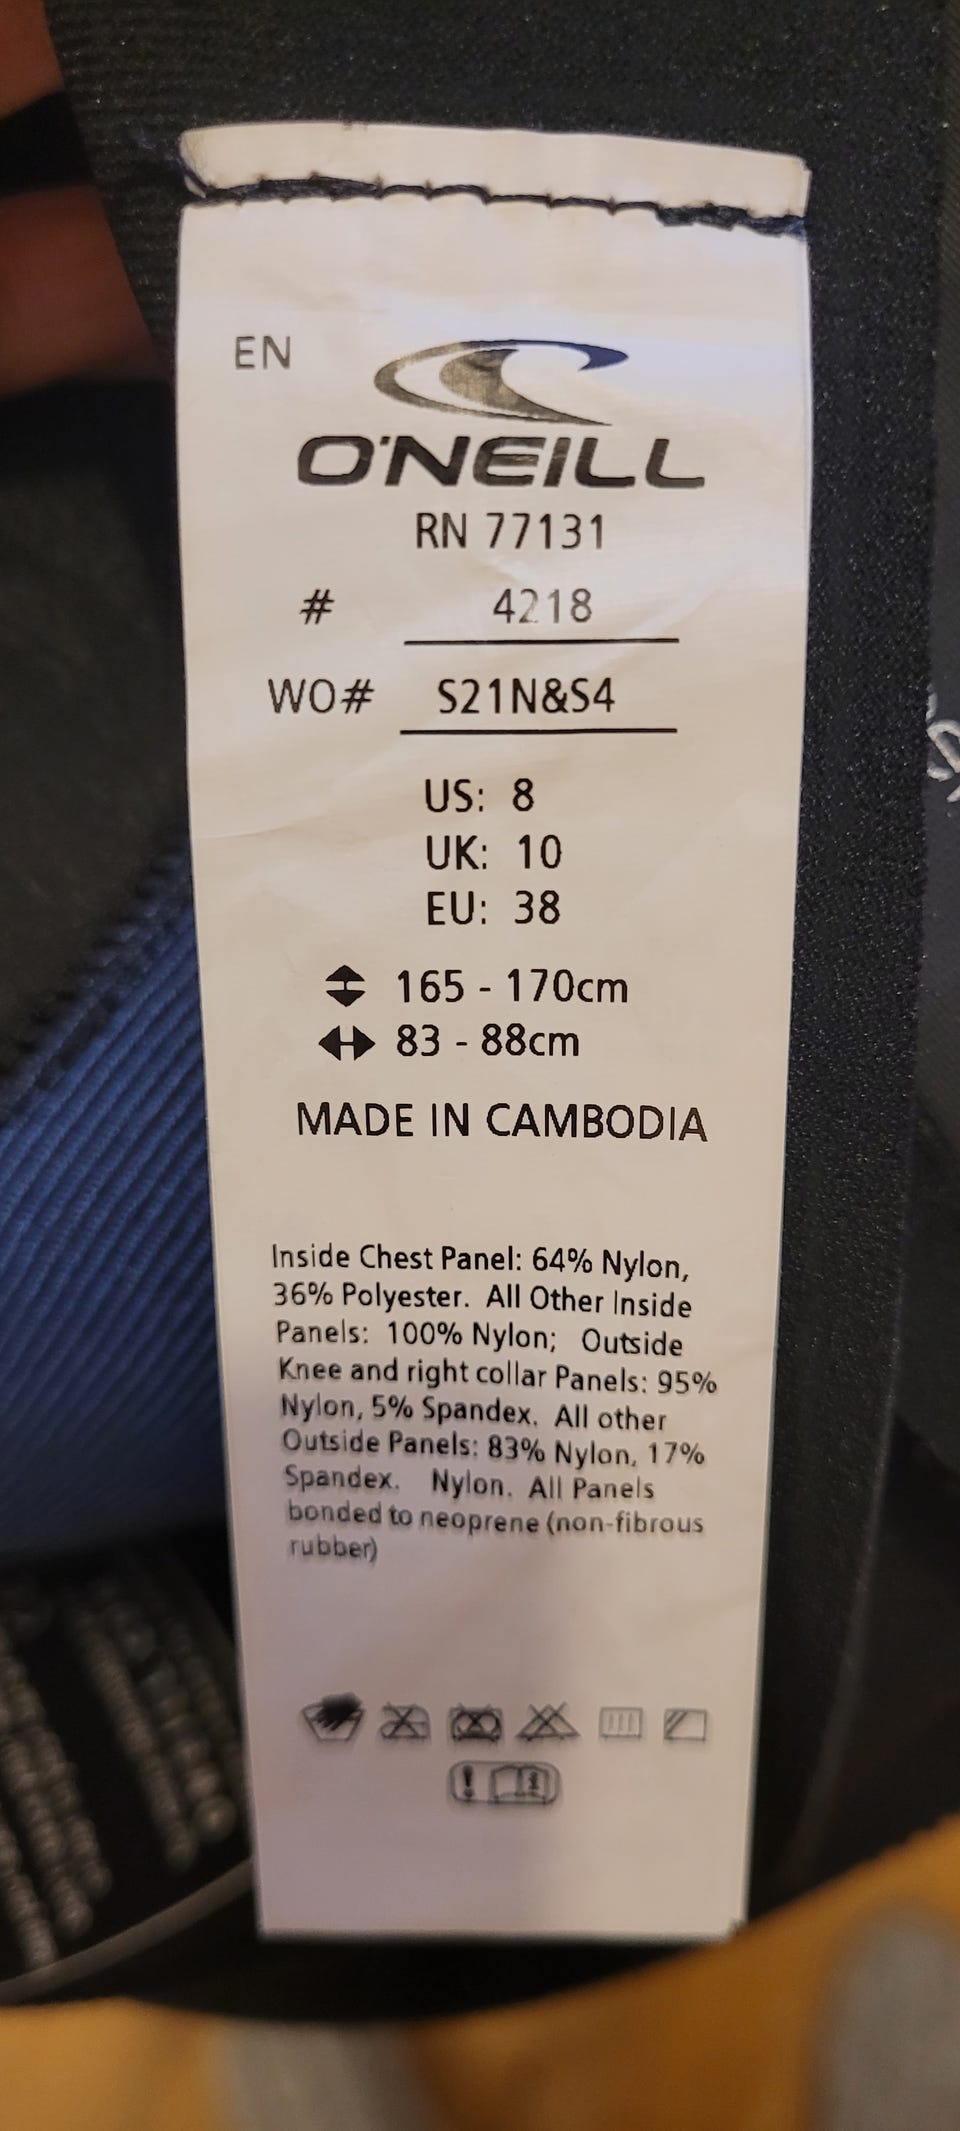 EN
O'NEILL
RN 77131
# 4218
WO# S21N&S4
US: 8
UK: 10
EU: 38
165 - 170cm
83 - 88cm
MADE IN CAMBODIA
Inside Chest Panel: 64% Nylon,
36% Polyester. All Other Inside
Panels: 100% Nylon; Outside
Knee and right collar Panels: 95%
Nylon, 5% Spandex. All other
Outside Panels: 83% Nylon, 17%
Spandex. Nylon. All Panels
bonded to neoprene (non-fibrous
rubber)